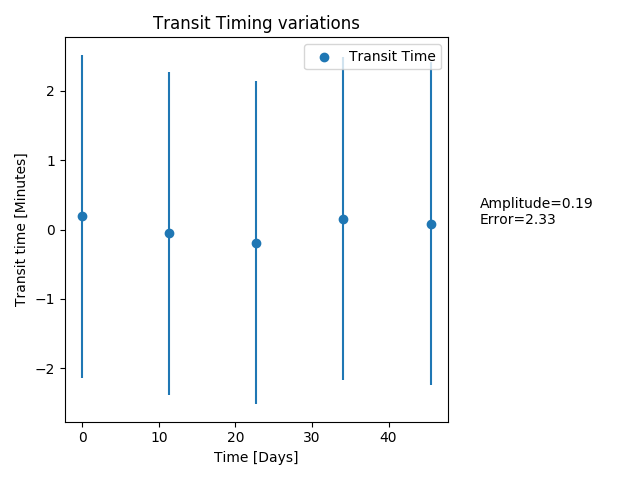 Transit Timing variations
Transit Time
Transit time [Minutes]
2
1
0
−1
−2
0 10 20 30 40
Time [Days]
Amplitude=0.19
Error=2.33